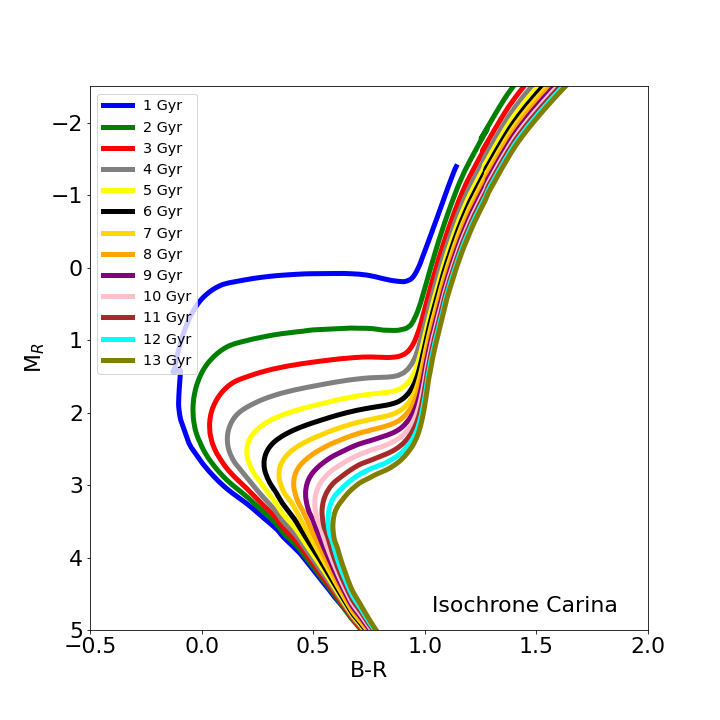 1 Gyr
2 Gyr
3 Gyr
4 Gyr
5 Gyr
6 Gyr
7 Gyr
8 Gyr
9 Gyr
10 Gyr
11 Gyr
12 Gyr
13 Gyr
−2
−1
0
1
2
3
4
5
M_R
Isochrone Carina
−0.5 0.0 0.5 1.0 1.5 2.0
B-R